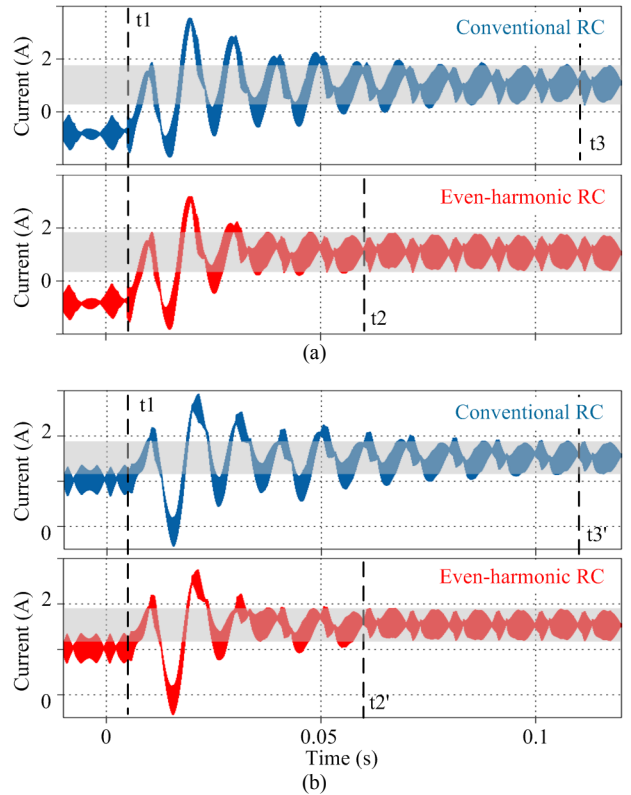 t1
Conventional RC
Current (A)
2
0
t3
Even-harmonic RC
Current (A)
2
0
t2
(a)
t1
Conventional RC
Current (A)
2
0
t3'
Even-harmonic RC
Current (A)
2
0
t2'
0
0.05
0.1
Time (s)
(b)